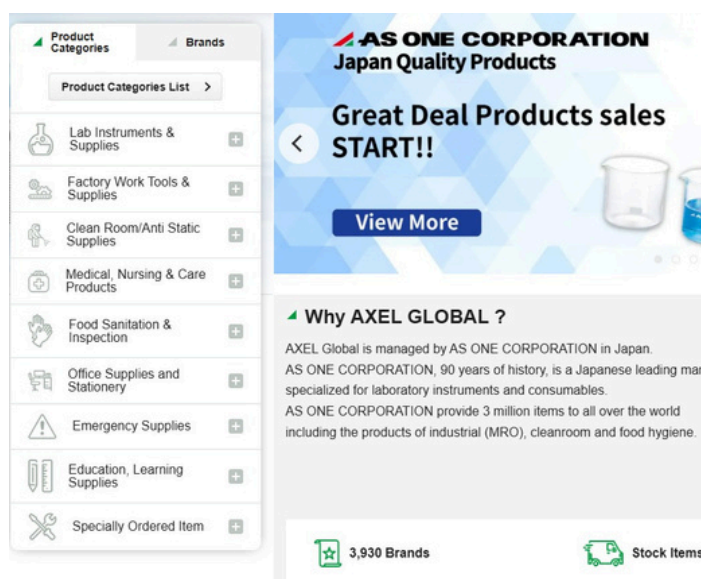 Product
Categories
Brands
Product Categories List >
Lab Instruments &
Supplies
Factory Work Tools &
Supplies
Clean Room/Anti Static
Supplies
Medical, Nursing & Care
Products
Food Sanitation &
Inspection
Office Supplies and
Stationery
Emergency Supplies
Education, Learning
Supplies
Specially Ordered Item
AS ONE CORPORATION
Japan Quality Products
Great Deal Products sales
START!!
View More
Why AXEL GLOBAL ?
AXEL Global is managed by AS ONE CORPORATION in Japan.
AS ONE CORPORATION, 90 years of history, is a Japanese leading
specialized for laboratory instruments and consumables.
AS ONE CORPORATION provide 3 million items to all over the world
including the products of industrial (MRO), cleanroom and food hygiene.
3,930 Brands
Stock Items